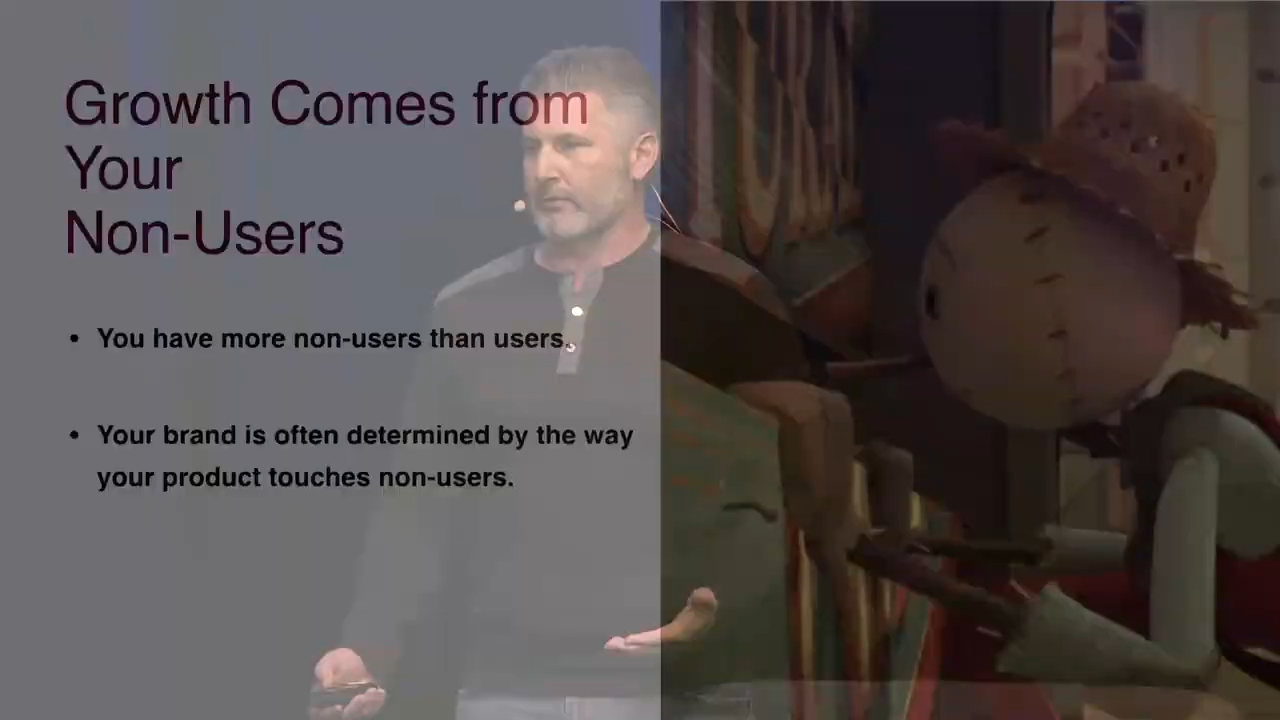 Growth Comes from
Your
Non-Users
• You have more non-users than users.
• Your brand is often determined by the way
your product touches non-users.